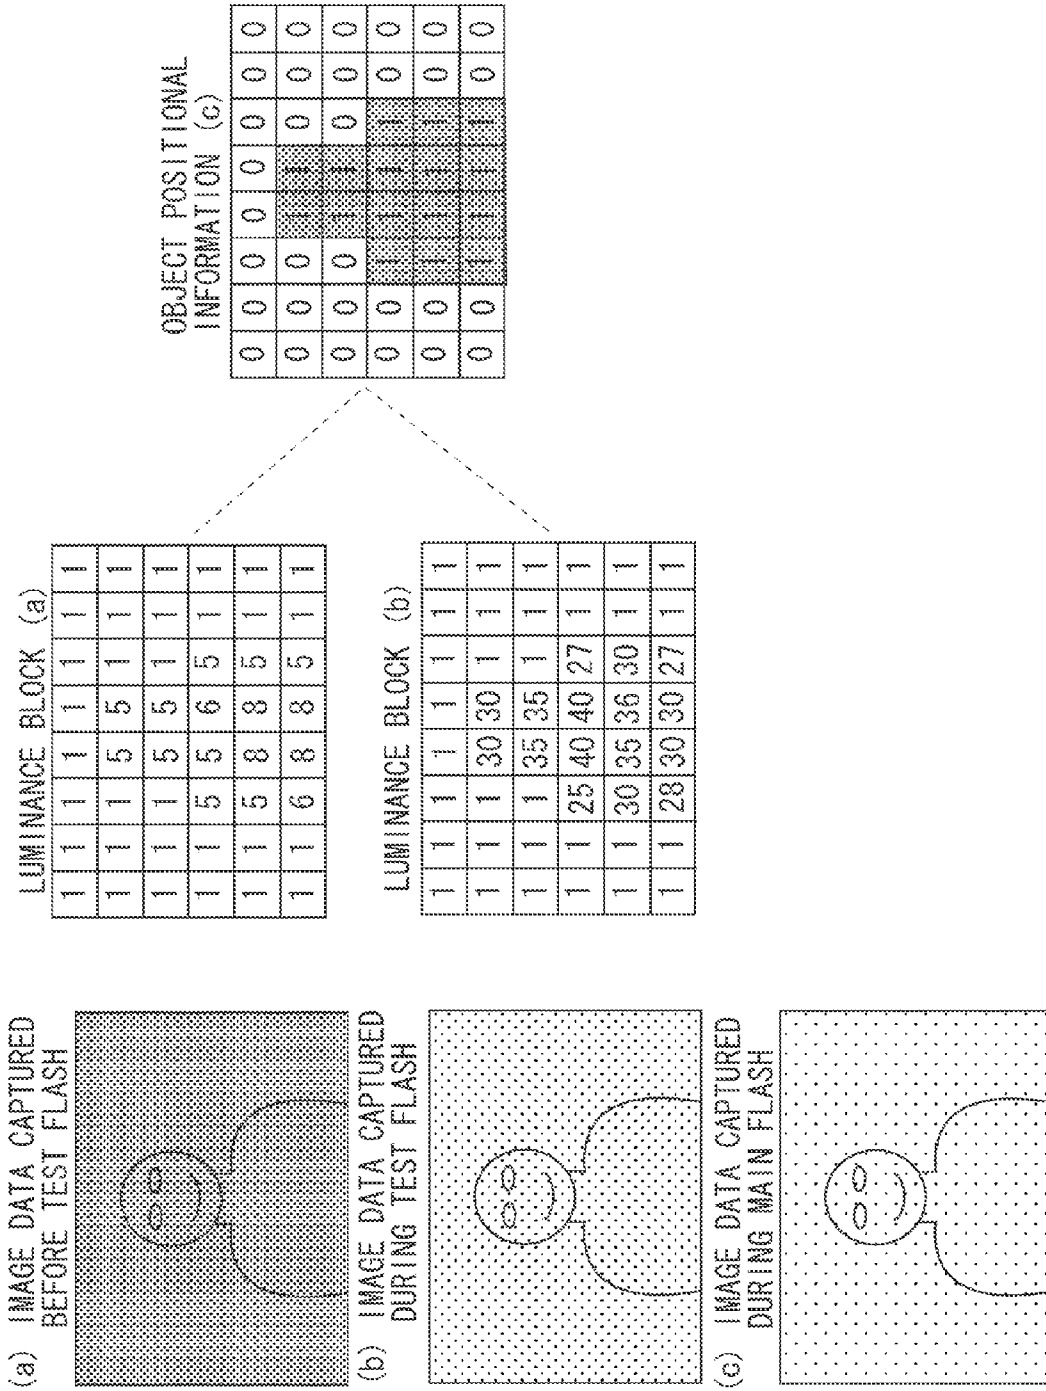 (a) IMAGE DATA CAPTURED
BEFORE TEST FLASH
LUMINANCE BLOCK (a)
1 1 1 1 1 1 1 1
1 1 1 5 5 1 1 1
1 1 1 5 5 1 1 1
1 1 5 5 6 5 1 1
1 1 5 8 8 5 1 1
1 1 6 8 8 5 1 1
OBJECT POSITIONAL
INFORMATION (c)
0 0 0 0 0 0 0 0
0 0 0 1 1 0 0 0
0 0 0 1 1 0 0 0
0 0 1 1 1 1 0 0
0 0 1 1 1 1 0 0
0 0 1 1 1 1 0 0
(b) IMAGE DATA CAPTURED
DURING TEST FLASH
LUMINANCE BLOCK (b)
1 1 1 1 1 1 1 1
1 1 1 30 30 1 1 1
1 1 1 35 35 1 1 1
1 1 25 40 40 27 1 1
1 1 30 35 36 30 1 1
1 1 28 30 30 27 1 1
(c) IMAGE DATA CAPTURED
DURING MAIN FLASH